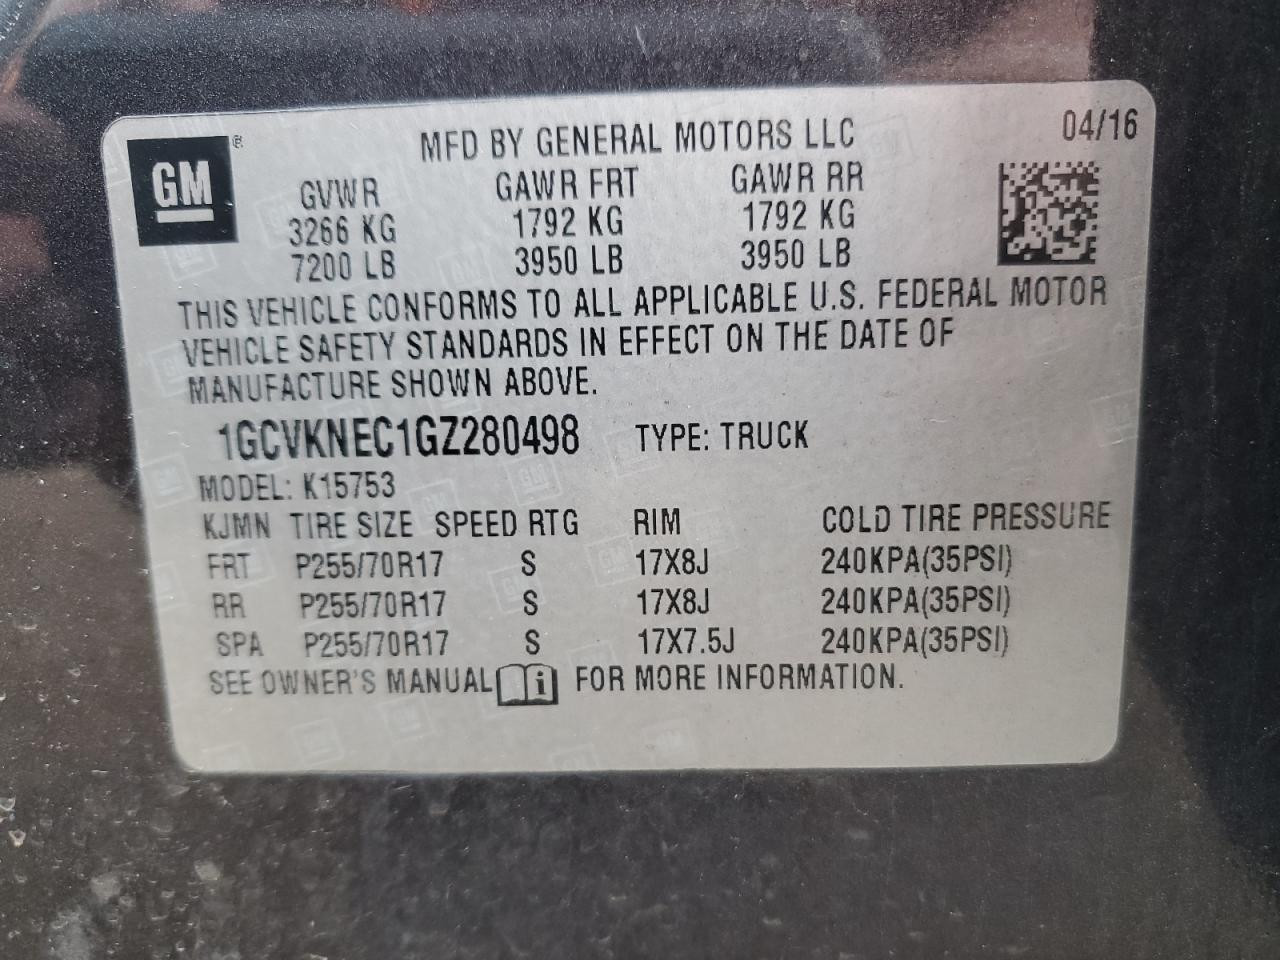 GM ®
MFD BY GENERAL MOTORS LLC 04/16
GVWR GAWR FRT GAWR RR
3266 KG 1792 KG 1792 KG
7200 LB 3950 LB 3950 LB
THIS VEHICLE CONFORMS TO ALL APPLICABLE U.S. FEDERAL MOTOR
VEHICLE SAFETY STANDARDS IN EFFECT ON THE DATE OF
MANUFACTURE SHOWN ABOVE.
1GCVKNEC1GZ280498 TYPE: TRUCK
MODEL: K15753
KJMN TIRE SIZE SPEED RTG RIM COLD TIRE PRESSURE
FRT P255/70R17 S 17X8J 240KPA(35PSI)
RR P255/70R17 S 17X8J 240KPA(35PSI)
SPA P255/70R17 S 17X7.5J 240KPA(35PSI)
SEE OWNER'S MANUAL i FOR MORE INFORMATION.